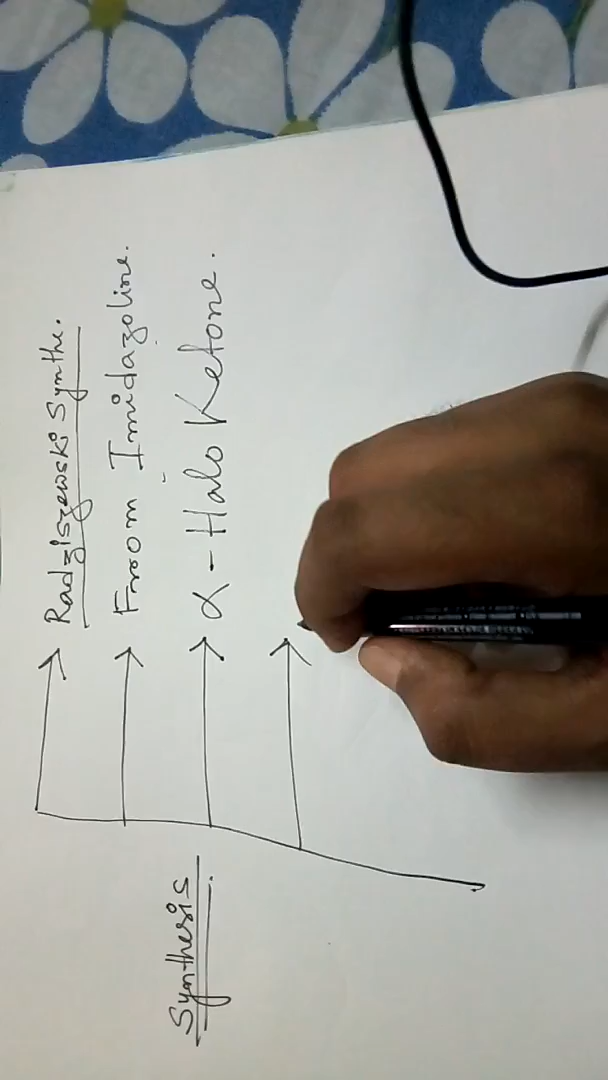 Synthesis.
Radziszewski Synthe.
From Imidazoline.
α-Halo Ketone.